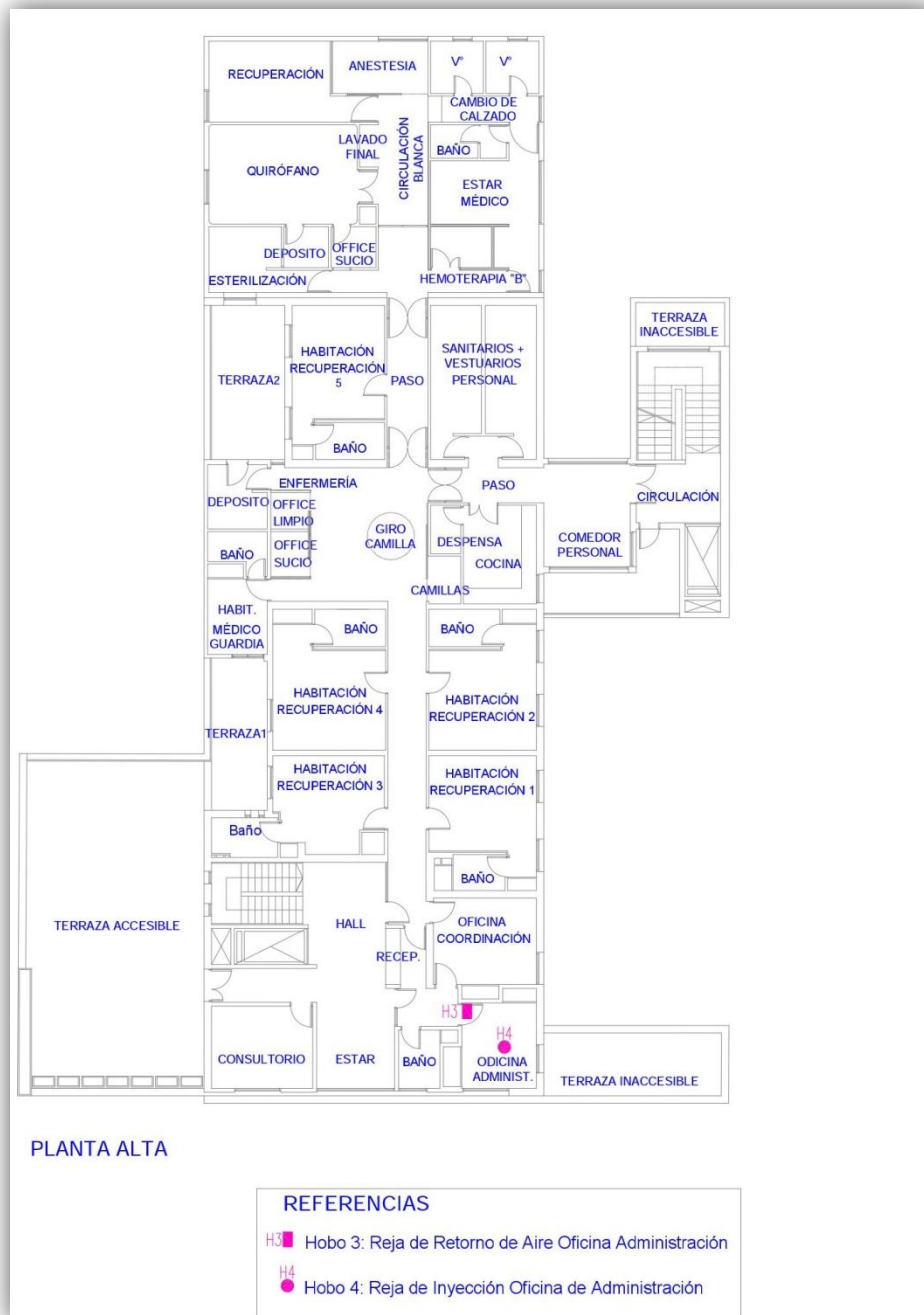 RECUPERACIÓN
ANESTESIA
Vº
Vº
CAMBIO DE
CALZADO
LAVADO
FINAL
CIRCULACIÓN
BLANCA
BAÑO
QUIRÓFANO
ESTAR
MÉDICO
DEPOSITO
OFFICE
SUCIO
ESTERILIZACIÓN
HEMOTERAPIA "B"
TERRAZA
INACCESIBLE
HABITACIÓN
RECUPERACIÓN
5
SANITARIOS +
VESTUARIOS
PERSONAL
TERRAZA2
PASO
BAÑO
ENFERMERÍA
PASO
DEPOSITO
OFFICE
LIMPIO
CIRCULACIÓN
GIRO
CAMILLA
DESPENSA
COMEDOR
PERSONAL
BAÑO
OFFICE
SUCIO
COCINA
CAMILLAS
HABIT.
MÉDICO
GUARDIA
BAÑO
BAÑO
HABITACIÓN
RECUPERACIÓN 4
HABITACIÓN
RECUPERACIÓN 2
TERRAZA1
HABITACIÓN
RECUPERACIÓN 3
HABITACIÓN
RECUPERACIÓN 1
Baño
BAÑO
TERRAZA ACCESIBLE
HALL
OFICINA
COORDINACIÓN
RECEP.
H3
H4
CONSULTORIO
ESTAR
BAÑO
ODICINA
ADMINIST.
TERRAZA INACCESIBLE
PLANTA ALTA
REFERENCIAS
H3 Hobo 3: Reja de Retorno de Aire Oficina Administración
H4
Hobo 4: Reja de Inyección Oficina de Administración